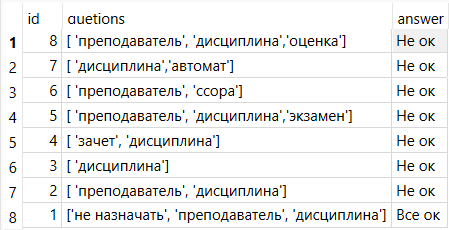 id quetions answer
1 8 [ 'преподаватель', 'дисциплина','оценка'] Не ок
2 7 [ 'дисциплина','автомат'] Не ок
3 6 [ 'преподаватель', 'ссора'] Не ок
4 5 [ 'преподаватель', 'дисциплина','экзамен'] Не ок
5 4 [ 'зачет', 'дисциплина'] Не ок
6 3 [ 'дисциплина'] Не ок
7 2 [ 'преподаватель', 'дисциплина'] Не ок
8 1 ['не назначать', 'преподаватель', 'дисциплина'] Все ок